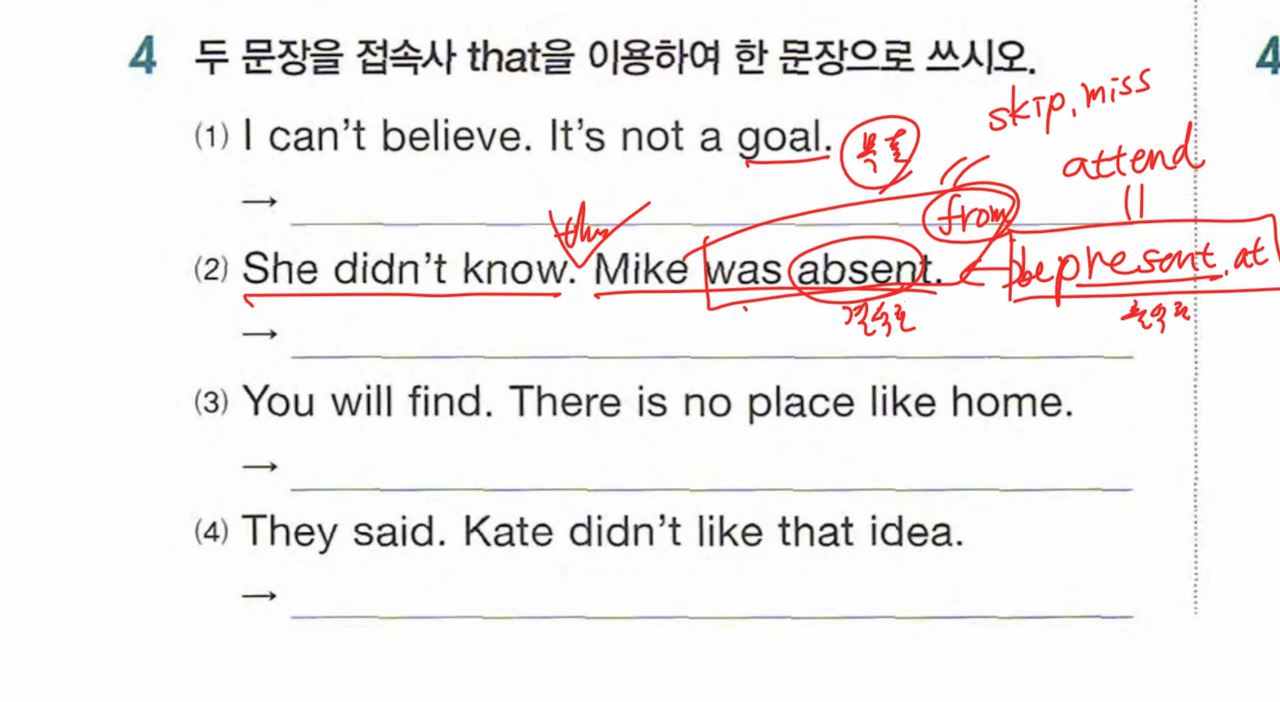 4 두 문장을 접속사 that을 이용하여 한 문장으로 쓰시오.
4
skip, miss
(1) I can't believe. It's not a goal.
attend
→
from
(2) She didn't know. Mike was absent.
be present at
→
결석한
(3) You will find. There is no place like home.
→
(4) They said. Kate didn't like that idea.
→